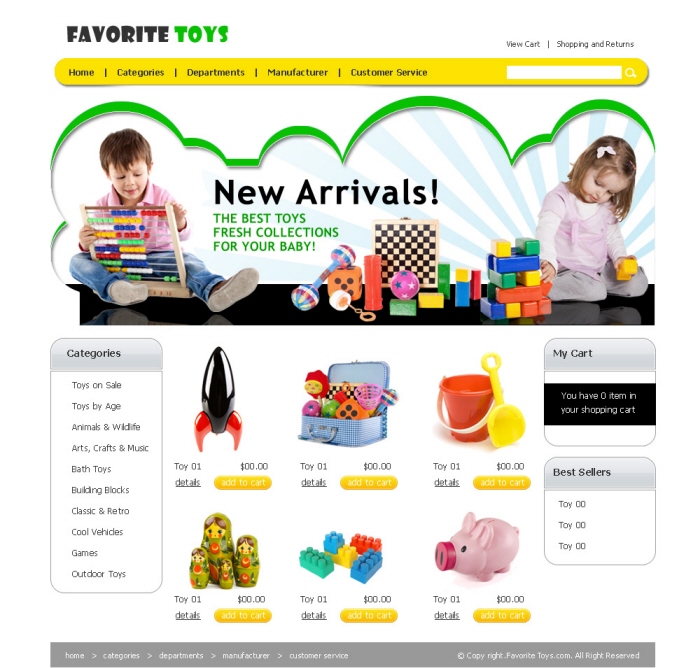 FAVORITE TOYS
View Cart | Shopping and Returns
Home | Categories | Departments | Manufacturer | Customer Service
New Arrivals!
THE BEST TOYS
FRESH COLLECTIONS
FOR YOUR BABY!
Categories
Toys on Sale
Toys by Age
Animals & Wildlife
Arts, Crafts & Music
Bath Toys
Building Blocks
Classic & Retro
Cool Vehicles
Games
Outdoor Toys
Toy 01 $00.00
details add to cart
Toy 01 $00.00
details add to cart
Toy 01 $00.00
details add to cart
Toy 01 $00.00
details add to cart
Toy 01 $00.00
details add to cart
Toy 01 $00.00
details add to cart
My Cart
You have 0 item in
your shopping cart
Best Sellers
Toy 00
Toy 00
Toy 00
home > categories > departments > manufacturer > customer service
© Copy right.Favorite Toys.com. All Right Reserved